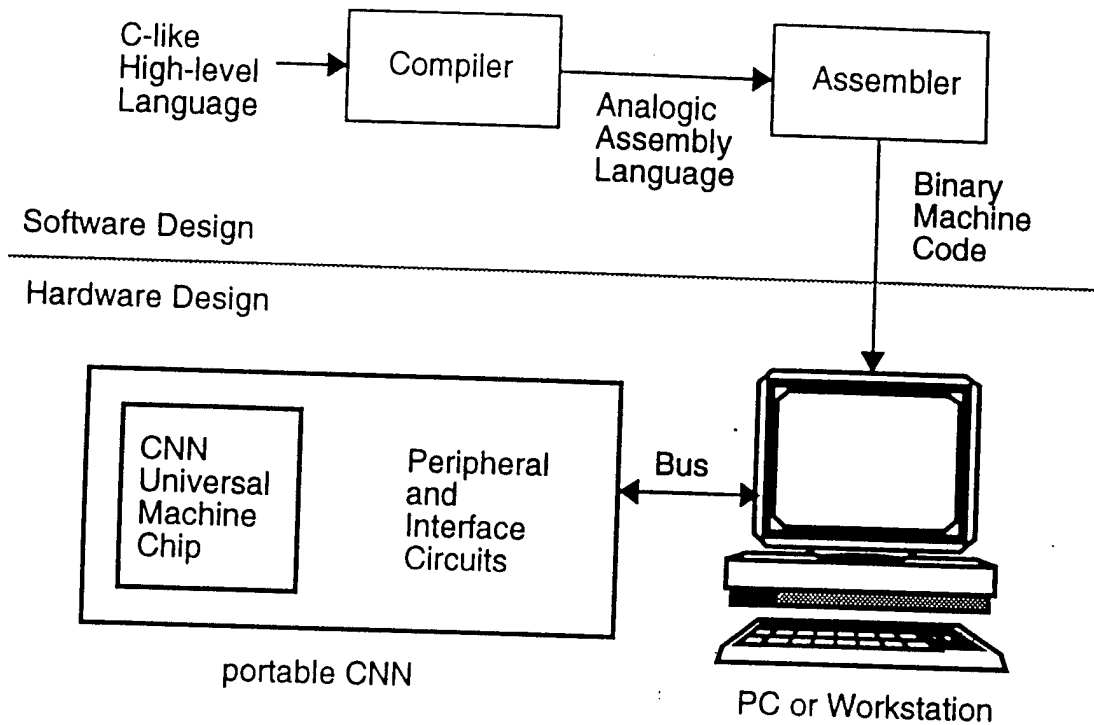 C-like
High-level
Language
Compiler
Analogic
Assembly
Language
Assembler
Binary
Machine
Code
Software Design
Hardware Design
CNN
Universal
Machine
Chip
Peripheral
and
Interface
Circuits
Bus
portable CNN
PC or Workstation